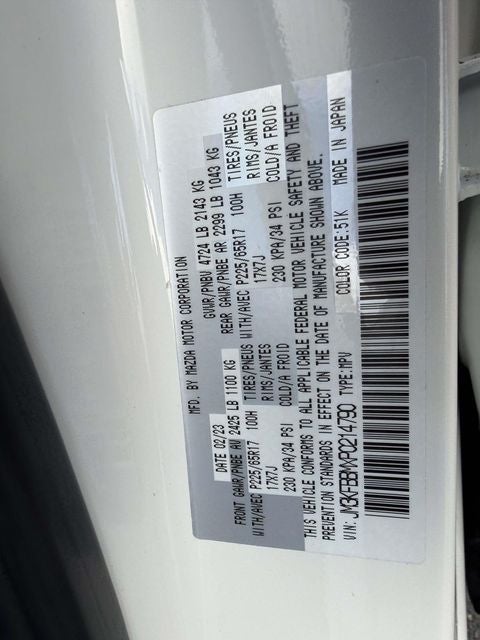 MFD. BY MAZDA MOTOR CORPORATION
DATE 02/23 GVWR/PNBV 4724 LB 2143 KG
FRONT GAWR/PNBE AV 2425 LB 1100 KG REAR GAWR/PNBE AR 2299 LB 1043 KG
WITH/AVEC P225/65R17 100H TIRES/PNEUS WITH/AVEC P225/65R17 100H TIRES/PNEUS
17X7J RIMS/JANTES 17X7J RIMS/JANTES
230 KPA/34 PSI COLD/A FROID 230 KPA/34 PSI COLD/A FROID
THIS VEHICLE CONFORMS TO ALL APPLICABLE FEDERAL MOTOR VEHICLE SAFETY AND THEFT
PREVENTION STANDARDS IN EFFECT ON THE DATE OF MANUFACTURE SHOWN ABOVE.
VIN: JM3KFBBMXP0214790 TYPE:MPV COLOR CODE:51K MADE IN JAPAN